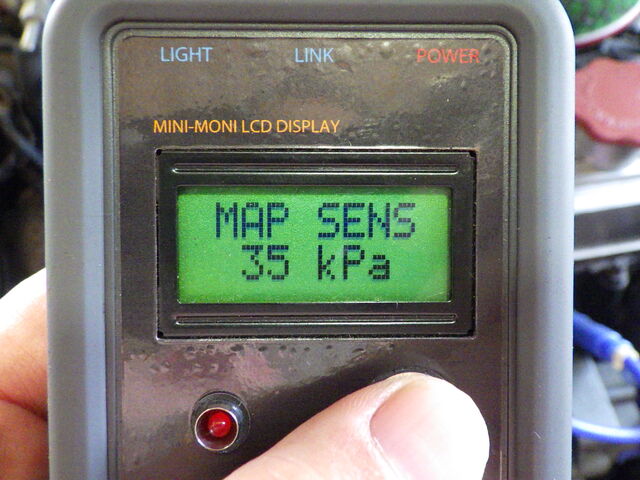 LIGHT LINK POWER
MINI-MONI LCD DISPLAY
MAP SENS
35 kPa